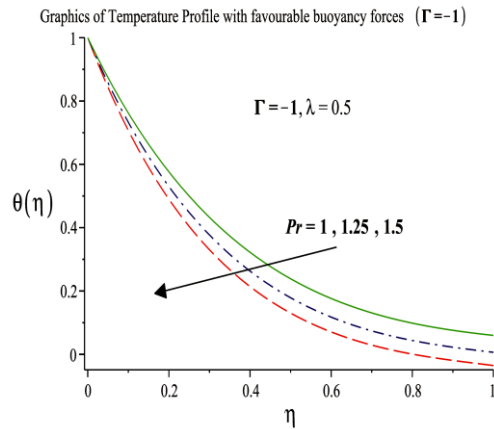 Graphics of Temperature Profile with favourable buoyancy forces (Γ=−1)
1
0.8
0.6
0.4
0.2
0
θ(η)
Γ=−1, λ=0.5
Pr = 1 , 1.25 , 1.5
0 0.2 0.4 0.6 0.8 1
η